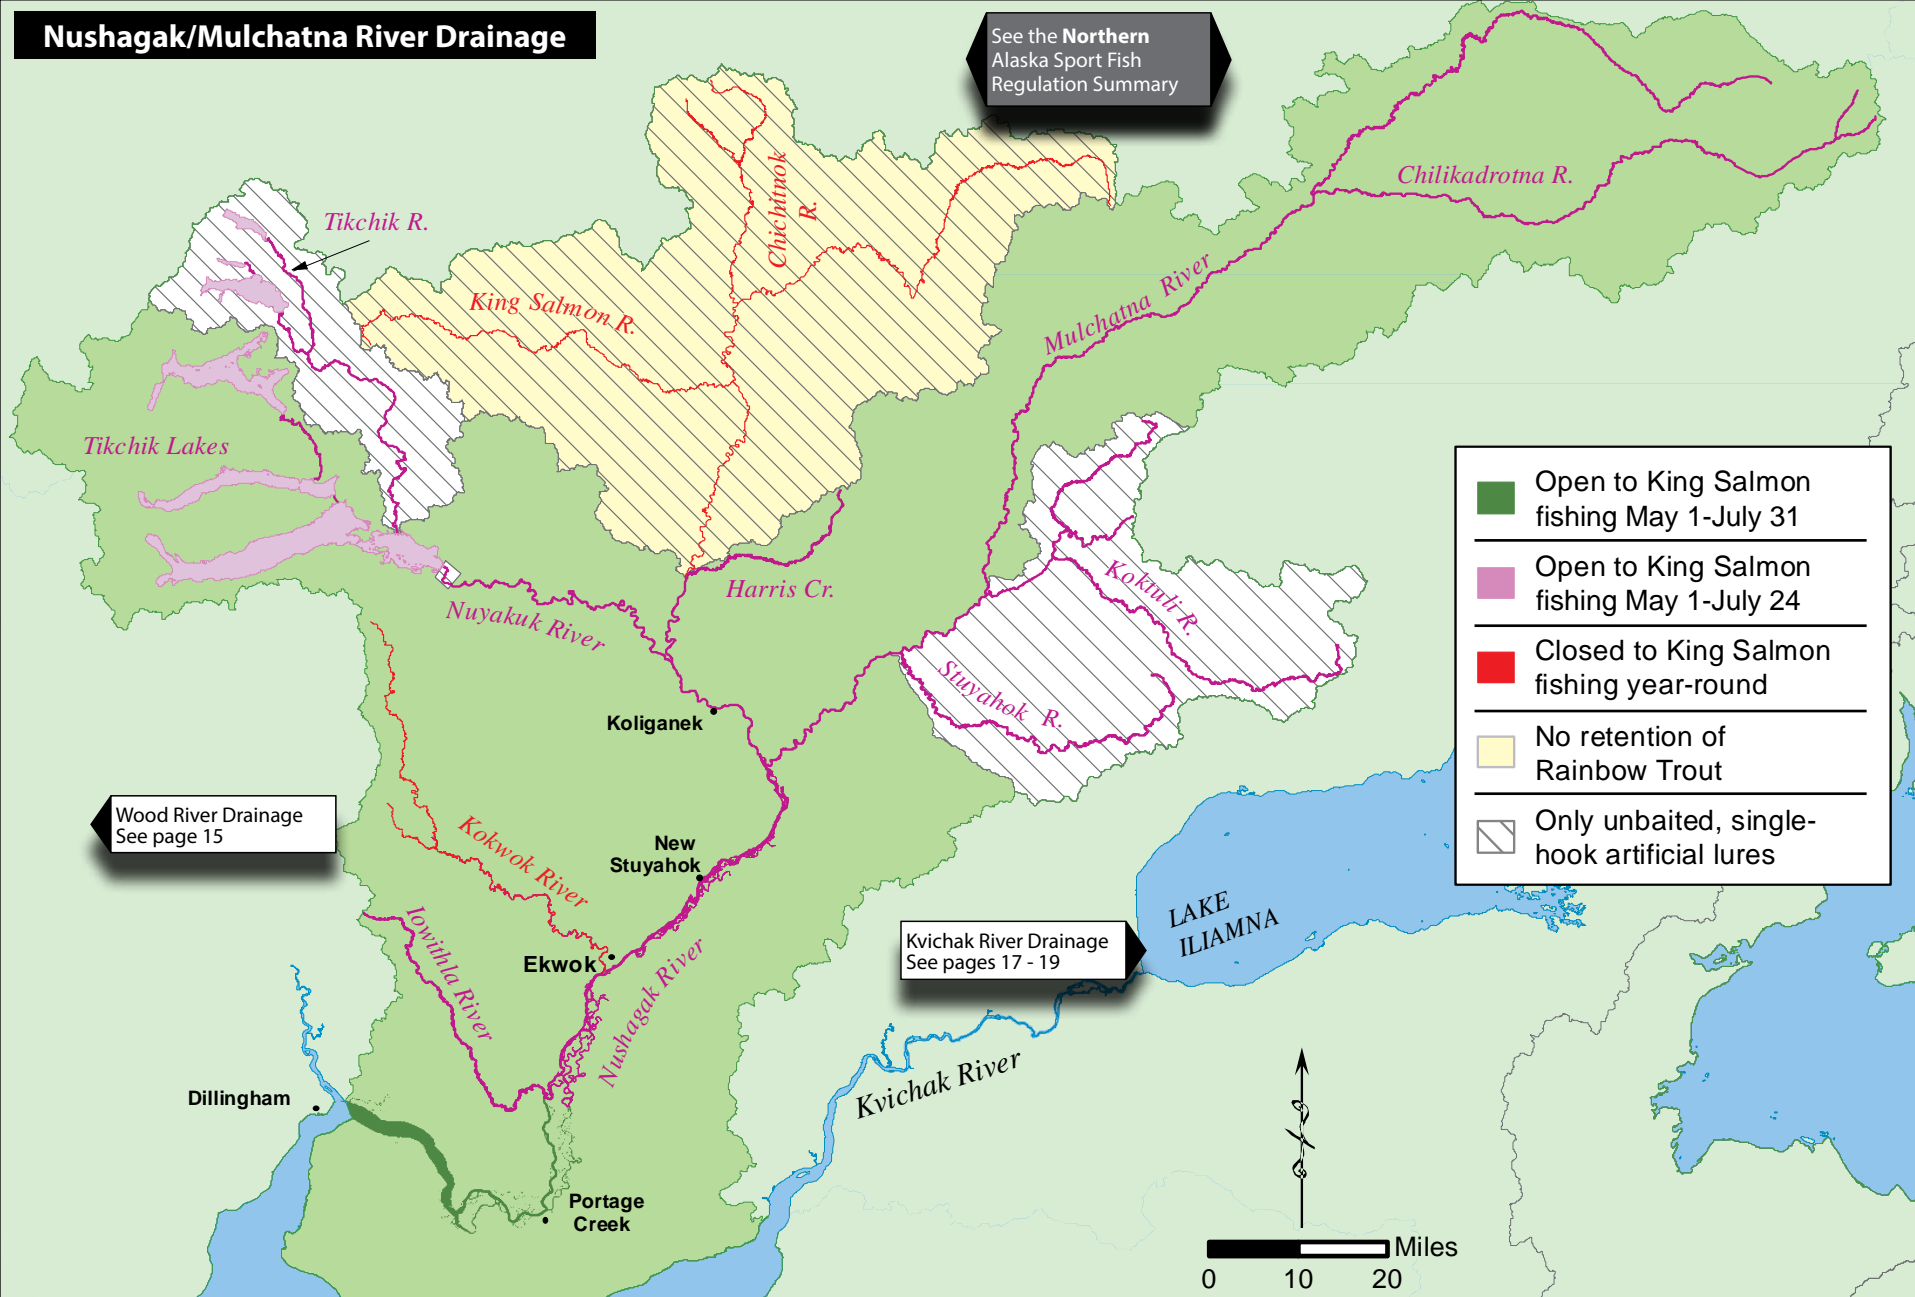 Nushagak/Mulchatna River Drainage
See the Northern
Alaska Sport Fish
Regulation Summary
Chilikadrotna R.
Chichitnok
R.
Tikchik R.
King Salmon R.
Mulchatna River
Tikchik Lakes
Open to King Salmon
fishing May 1-July 31
Open to King Salmon
fishing May 1-July 24
Closed to King Salmon
fishing year-round
No retention of
Rainbow Trout
Only unbaited, single-
hook artificial lures
Harris Cr.
Koktuli R.
Nuyakuk River
Stuyahok R.
Koliganek
Wood River Drainage
See page 15
Kokwok River
New
Stuyahok
LAKE
ILIAMNA
Iowithla River
Kvichak River Drainage
See pages 17 - 19
Ekwok
Nushagak River
Kvichak River
Dillingham
Portage
Creek
Miles
0 10 20